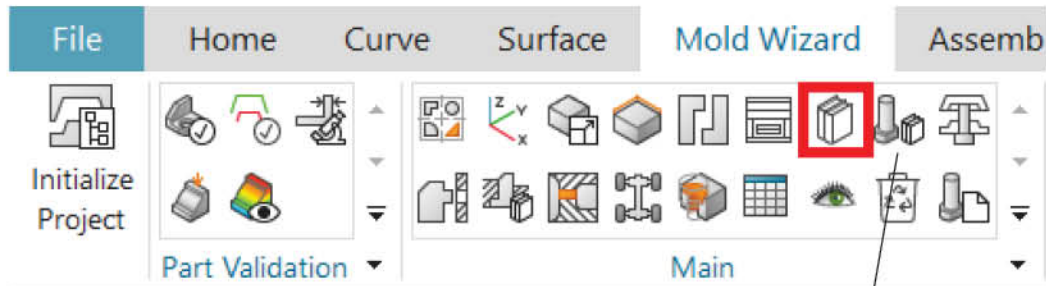 File Home Curve Surface Mold Wizard Assemb
Initialize
Project
Part Validation
Main